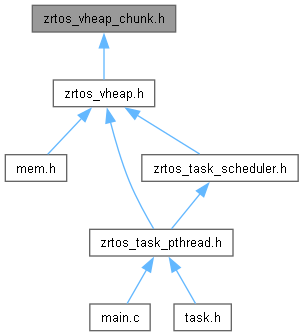 zrtos_vheap_chunk.h
zrtos_vheap.h
mem.h
zrtos_task_scheduler.h
zrtos_task_pthread.h
main.c
task.h